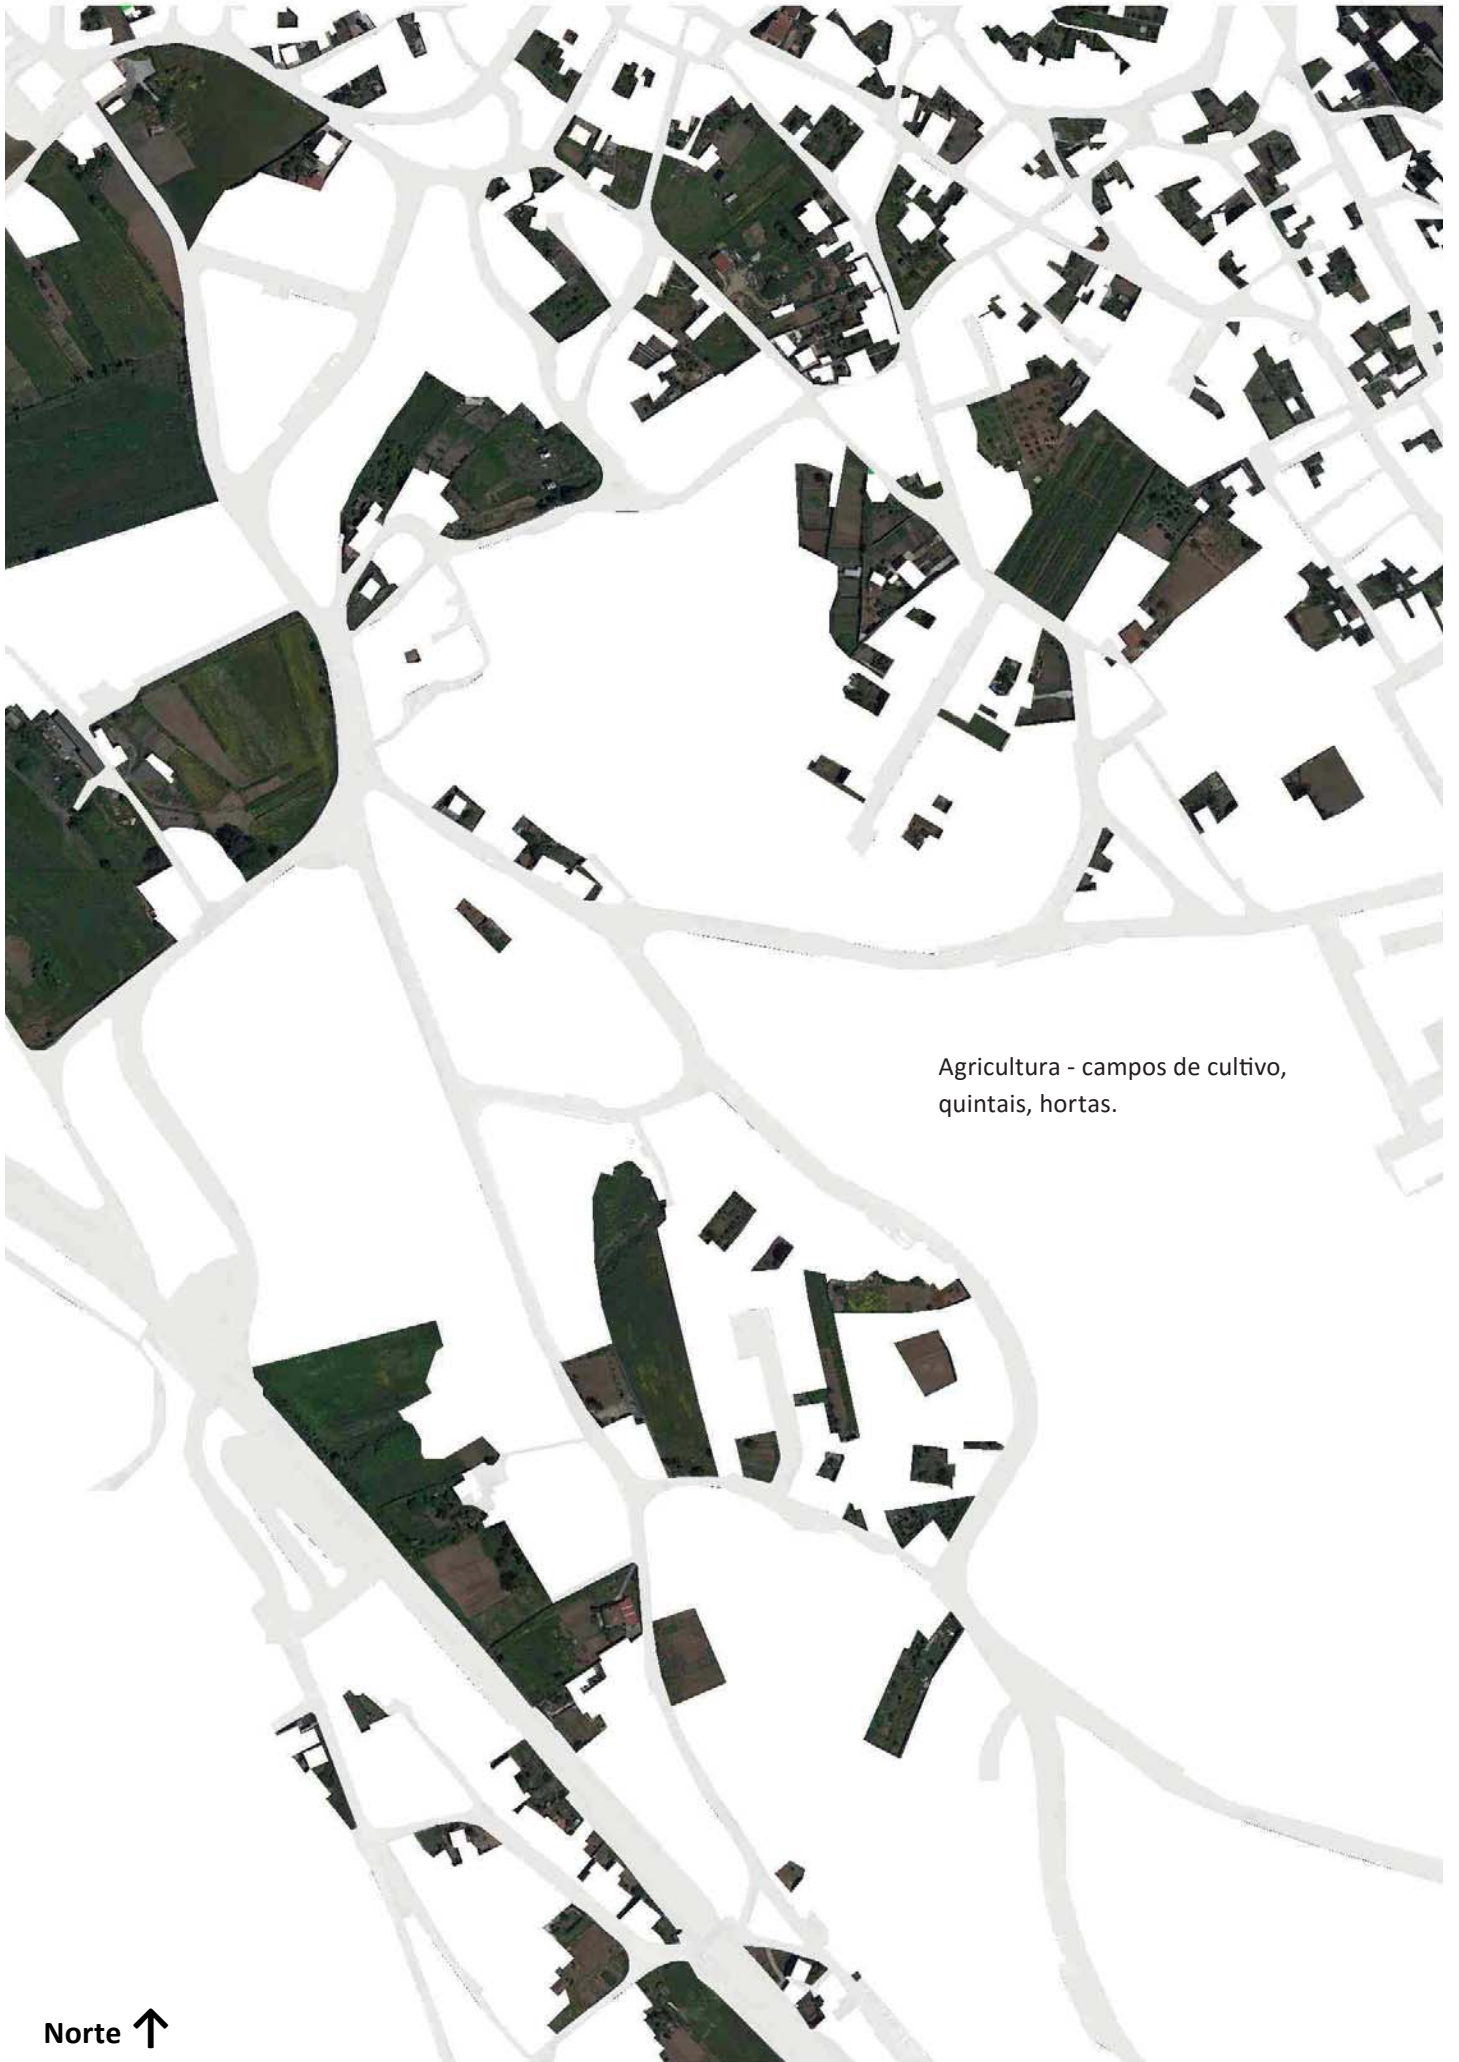 Agricultura - campos de cultivo,
quintais, hortas.
Norte ↑